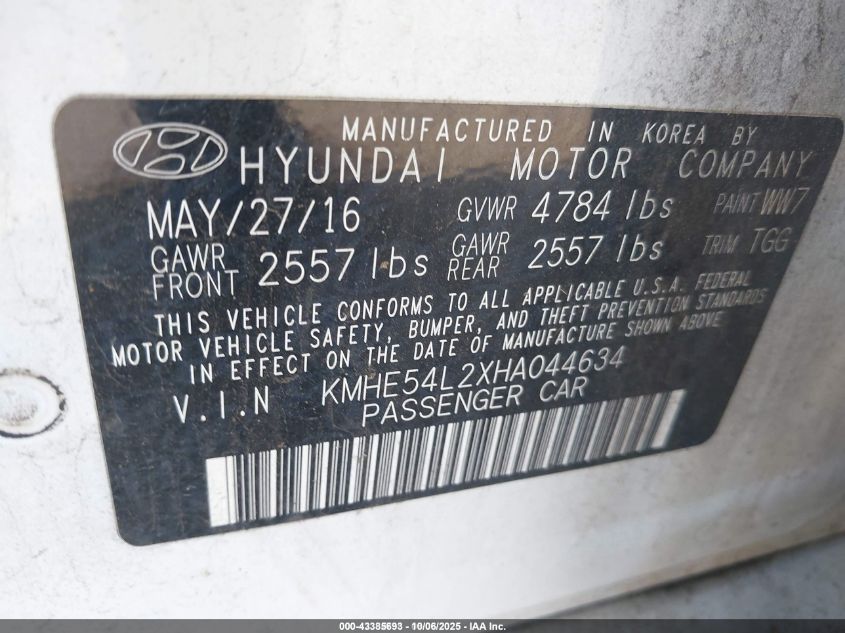 MANUFACTURED IN KOREA BY
HYUNDAI MOTOR COMPANY
MAY/27/16 GVWR 4784 lbs PAINT WW7
GAWR FRONT 2557 lbs GAWR REAR 2557 lbs TRIM TGG
THIS VEHICLE CONFORMS TO ALL APPLICABLE U.S.A. FEDERAL
MOTOR VEHICLE SAFETY, BUMPER, AND THEFT PREVENTION STANDARDS
IN EFFECT ON THE DATE OF MANUFACTURE SHOWN ABOVE
V.I.N KMHE54L2XHA044634
PASSENGER CAR
000-43385693 - 10/06/2025 - IAA Inc.